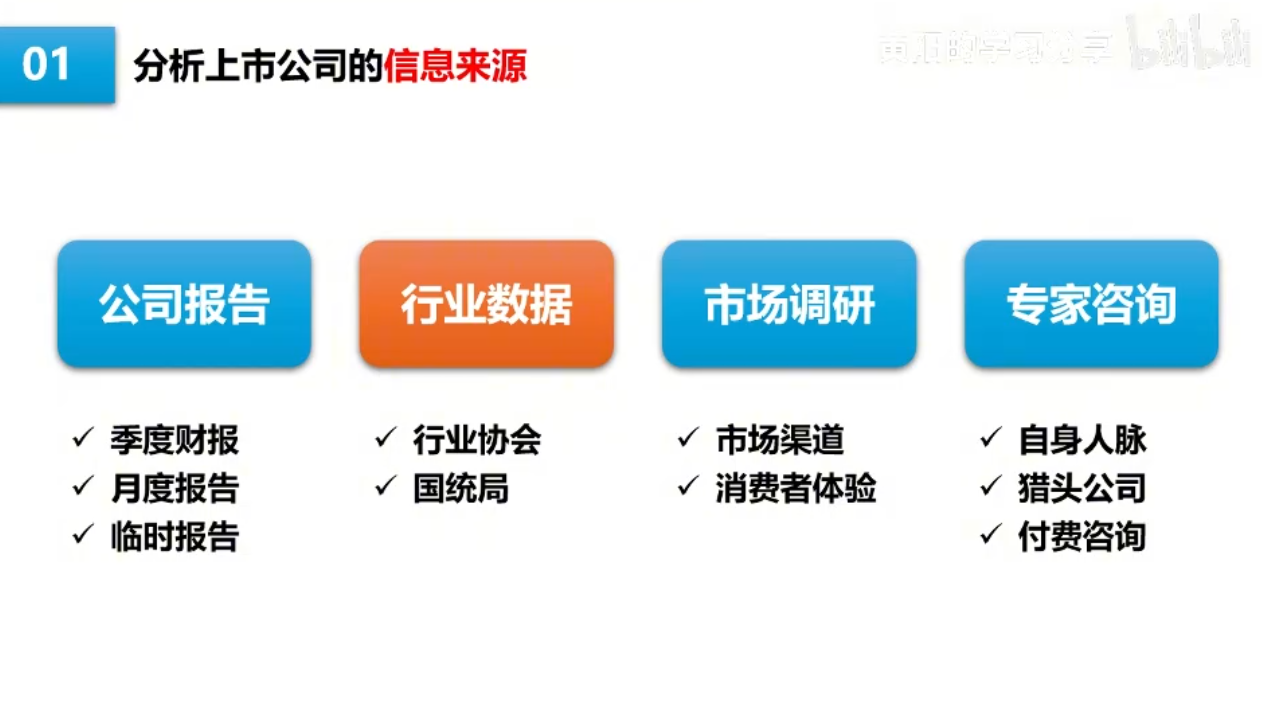 01
分析上市公司的信息来源
bilibili
公司报告
行业数据
市场调研
专家咨询
✓ 季度财报
✓ 月度报告
✓ 临时报告
✓ 行业协会
✓ 国统局
✓ 市场渠道
✓ 消费者体验
✓ 自身人脉
✓ 猎头公司
✓ 付费咨询